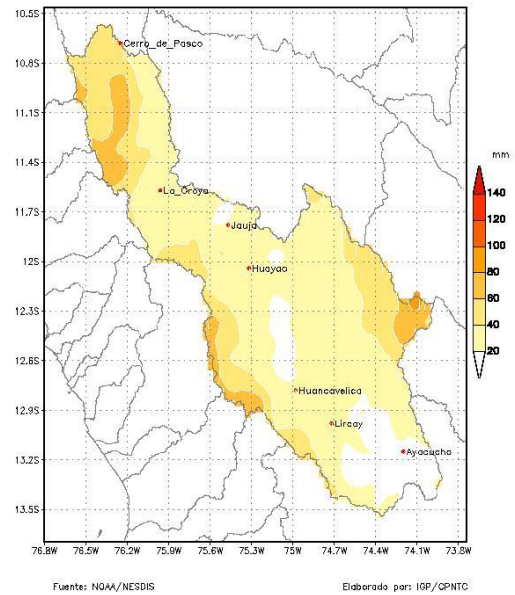 10.5S
Cerro_de_Pasco
10.8S
11.1S
11.4S
mm
La_Oroya
140
11.7S
Jauja
120
100
12S
Huayao
80
12.3S
60
40
12.6S
20
Huancavelica
12.9S
Lircay
Ayacucho
13.2S
13.5S
76.8W 76.5W 76.2W 75.9W 75.6W 75.3W 75W 74.7W 74.4W 74.1W 73.8W
Fuente: NOAA/NESDIS Elaborado por: IGP/CPNTC